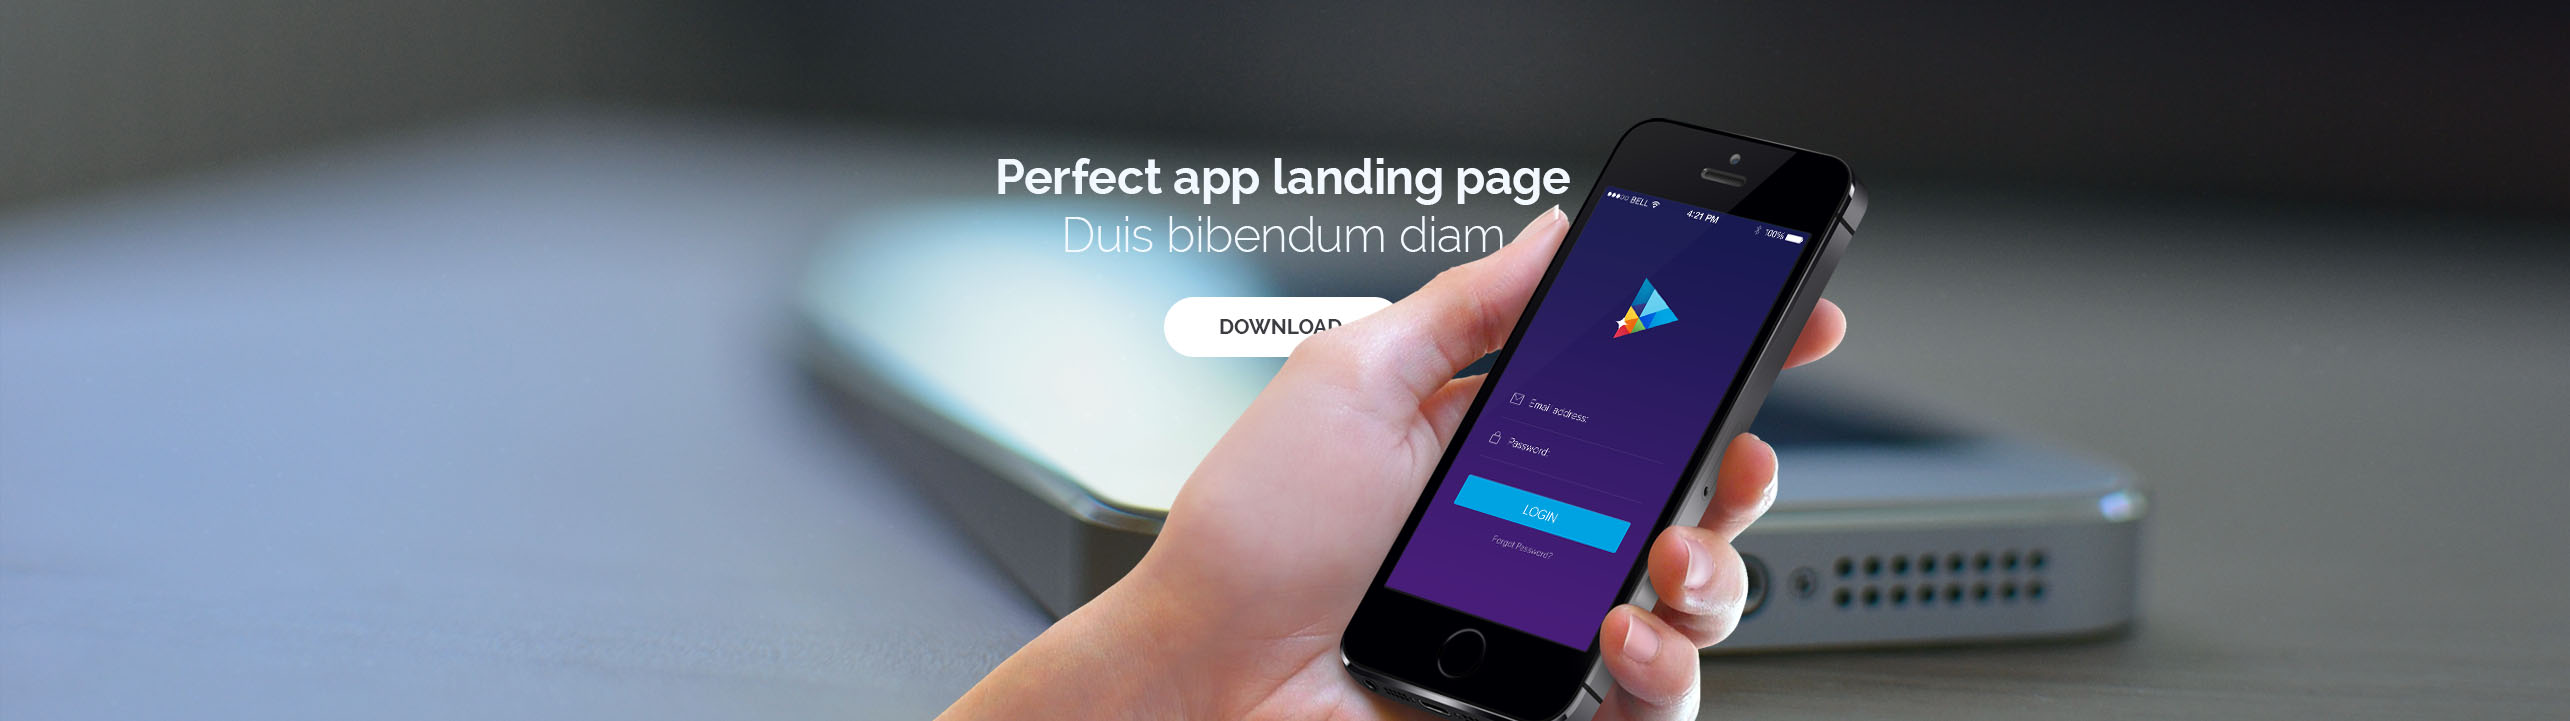 Perfect app landing page
Duis bibendum diam
DOWNLOAD
BELL
4:21 PM
100%
Email address:
Password:
LOGIN
Forgot Password?